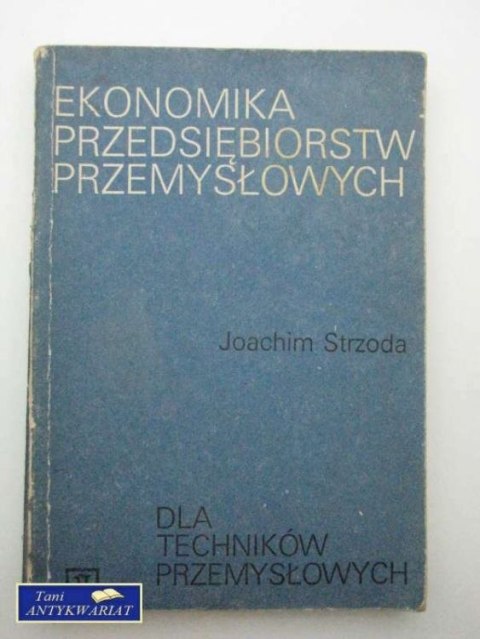 EKONOMIKA
PRZEDSIĘBIORSTW
PRZEMYSŁOWYCH
Joachim Strzoda
DLA
TECHNIKÓW
PRZEMYSŁOWYCH
Tani
ANTYKWARIAT